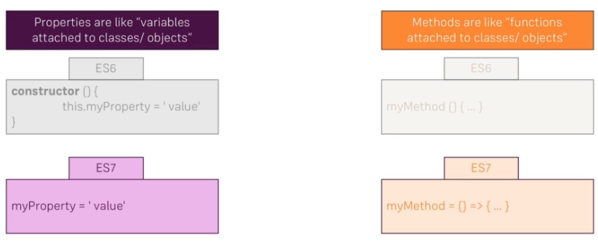 Properties are like "variables
attached to classes/ objects"
ES6
constructor () {
this.myProperty = ' value'
}
ES7
myProperty = ' value'
Methods are like "functions
attached to classes/ objects"
ES6
myMethod () { ... }
ES7
myMethod = () => { ... }